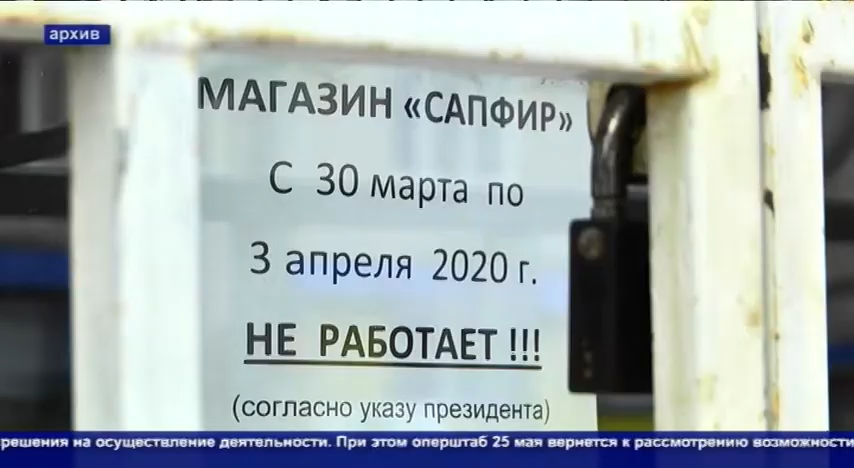 архив
МАГАЗИН «САПФИР»
С 30 марта по
3 апреля 2020 г.
НЕ РАБОТАЕТ !!!
(согласно указу президента)
решения на осуществление деятельности. При этом оперштаб 25 мая вернется к рассмотрению возможности